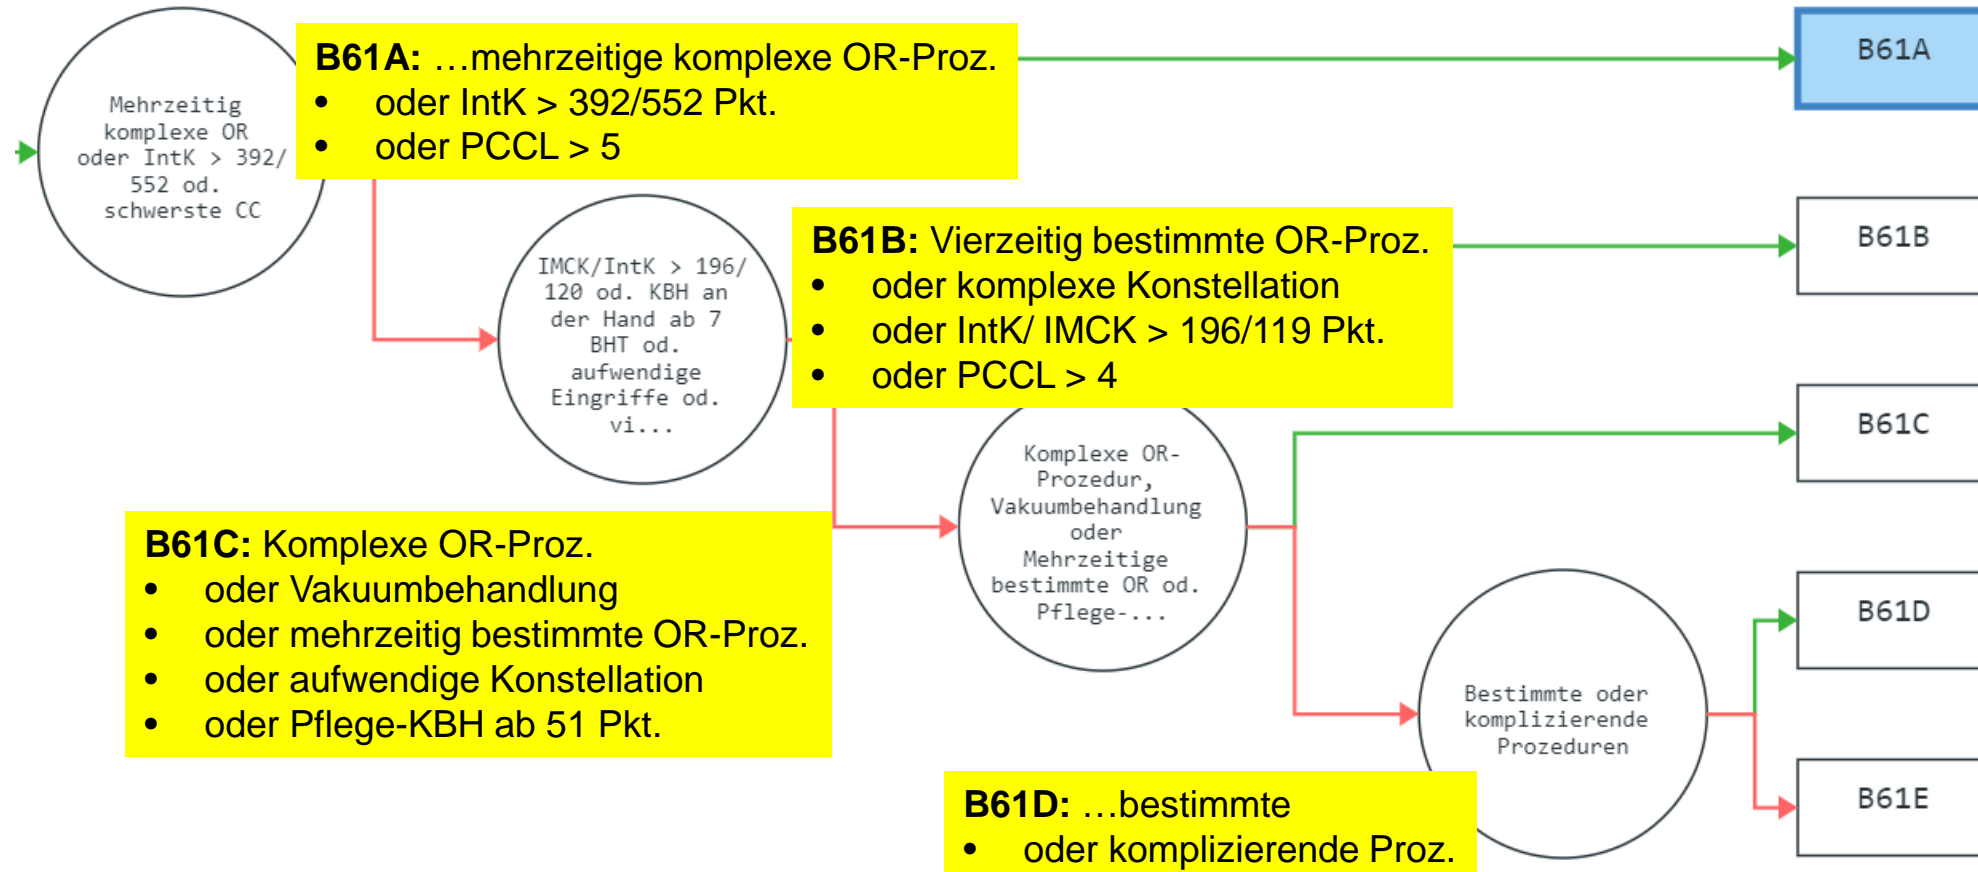 Mehrzeitig
komplexe OR
oder IntK > 392/
552 od.
schwerste CC
B61A: …mehrzeitige komplexe OR-Proz.
• oder IntK > 392/552 Pkt.
• oder PCCL > 5
B61A
IMCK/IntK > 196/
120 od. KBH an
der Hand ab 7
BHT od.
aufwendige
Eingriffe od.
vi...
B61B: Vierzeitig bestimmte OR-Proz.
• oder komplexe Konstellation
• oder IntK/ IMCK > 196/119 Pkt.
• oder PCCL > 4
B61B
Komplexe OR-
Prozedur,
Vakuumbehandlung
oder
Mehrzeitige
bestimmte OR od.
Pflege-...
B61C
B61C: Komplexe OR-Proz.
• oder Vakuumbehandlung
• oder mehrzeitig bestimmte OR-Proz.
• oder aufwendige Konstellation
• oder Pflege-KBH ab 51 Pkt.
Bestimmte oder
komplizierende
Prozeduren
B61D
B61E
B61D: …bestimmte
• oder komplizierende Proz.